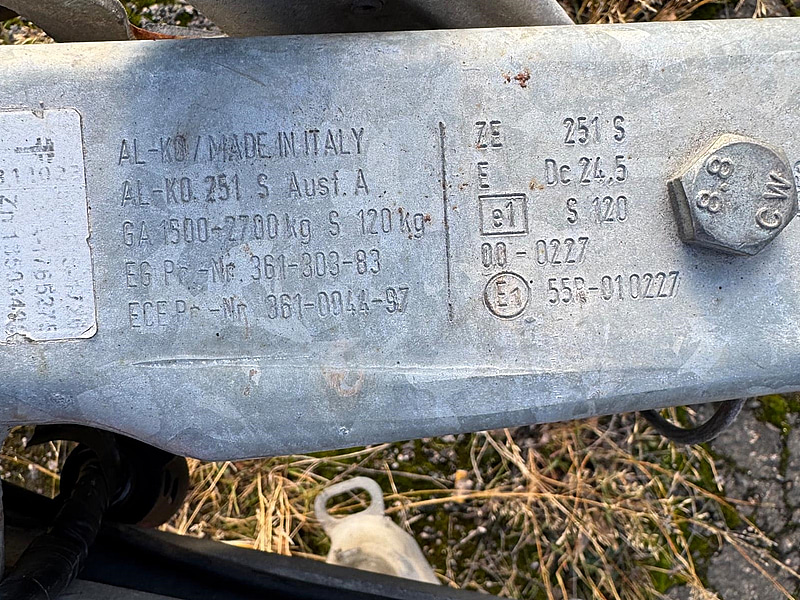 AL-KO / MADE IN ITALY
AL-KO 251 S Ausf. A
GA 1500-2700 kg S 120 kg
EG Pr.-Nr. 361-303-83
ECE Pr.-Nr. 361-0044-97
ZE 251 S
E Dc 24,5
e1 S 120
00-0227
E1 55R-010227
8.8
CW